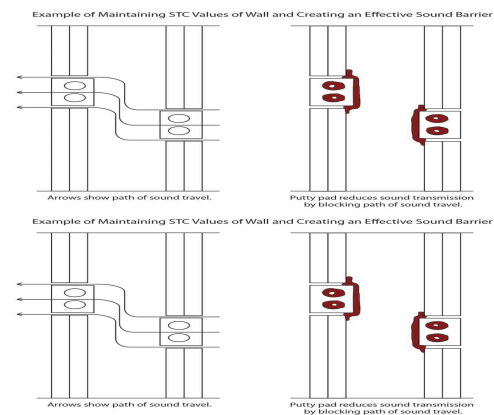 Example of Maintaining STC Values of Wall and Creating an Effective Sound Barrier
Arrows show path of sound travel.
Putty pad reduces sound transmission
by blocking path of sound travel.
Example of Maintaining STC Values of Wall and Creating an Effective Sound Barrier
Arrows show path of sound travel.
Putty pad reduces sound transmission
by blocking path of sound travel.